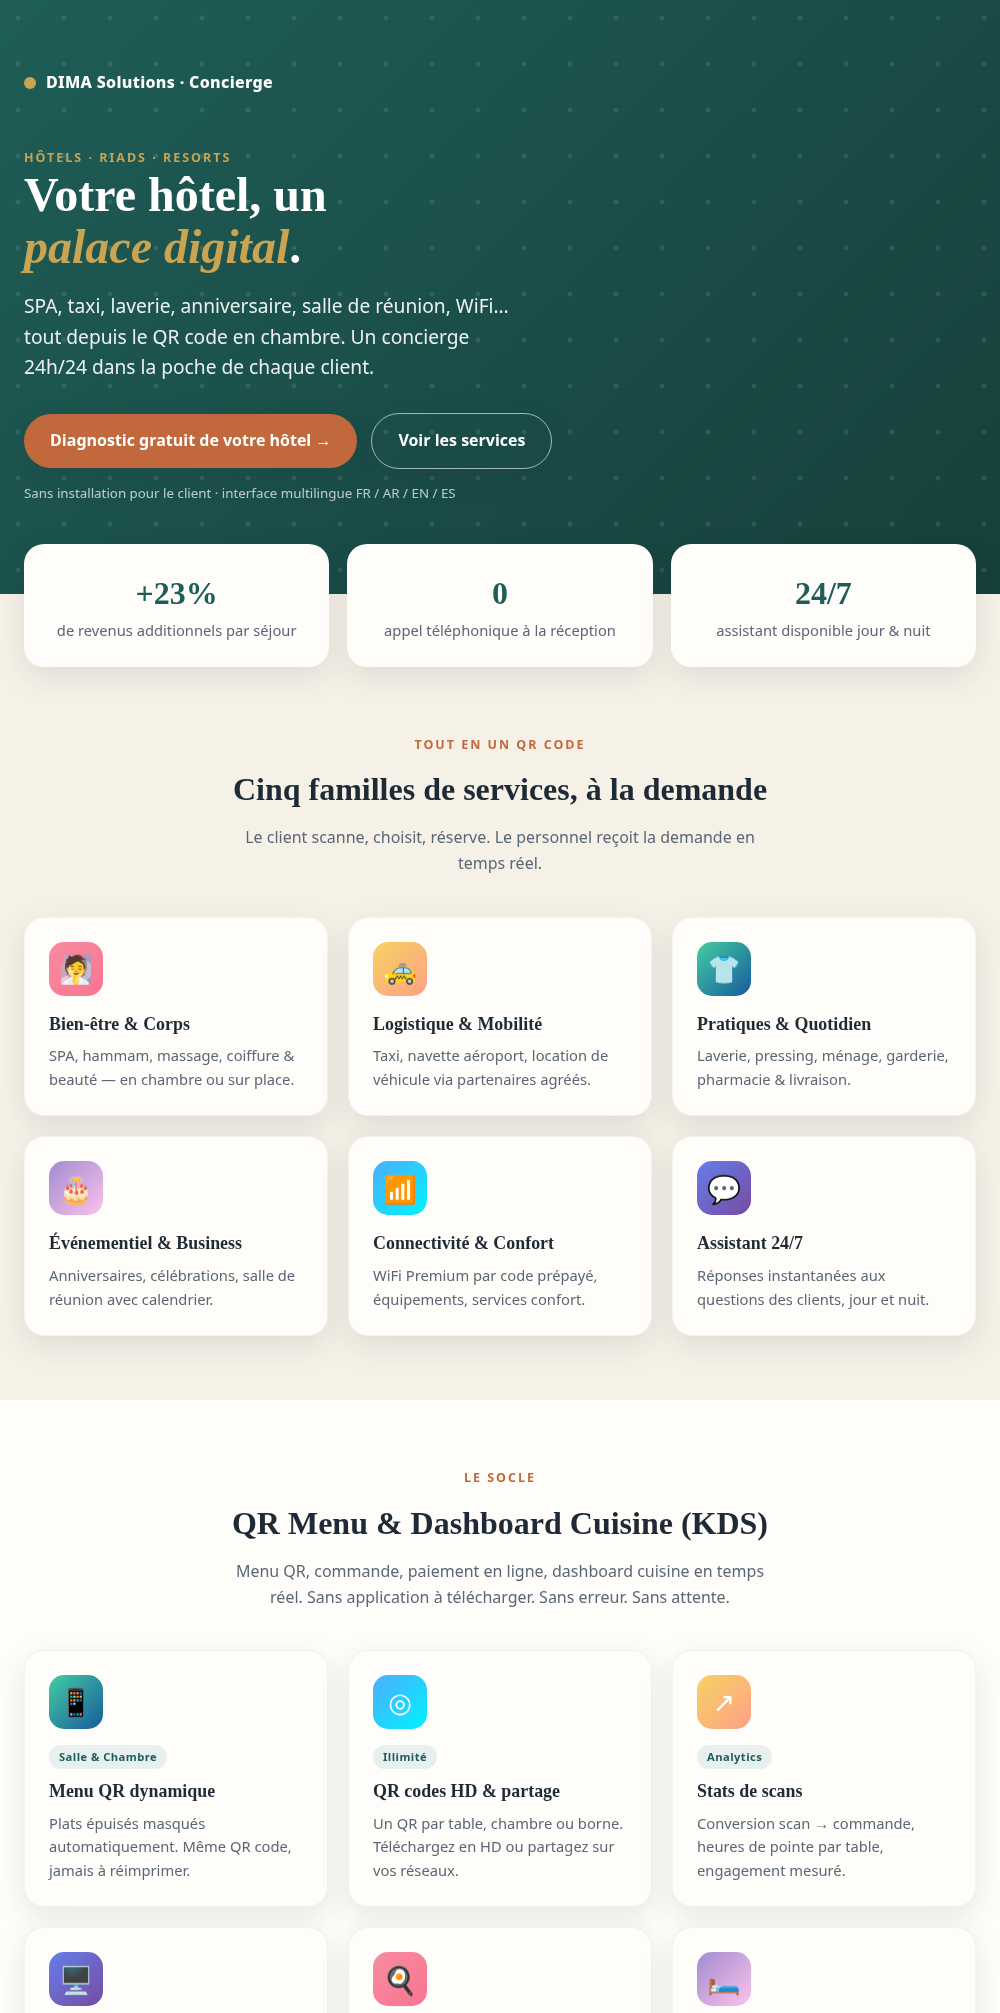 DIMA Solutions · Concierge
HÔTELS · RIADS · RESORTS
Votre hôtel, un
palace digital.
SPA, taxi, laverie, anniversaire, salle de réunion, WiFi…
tout depuis le QR code en chambre. Un concierge
24h/24 dans la poche de chaque client.
Diagnostic gratuit de votre hôtel →
Voir les services
Sans installation pour le client · interface multilingue FR / AR / EN / ES
+23%
de revenus additionnels par séjour
0
appel téléphonique à la réception
24/7
assistant disponible jour & nuit
TOUT EN UN QR CODE
Cinq familles de services, à la demande
Le client scanne, choisit, réserve. Le personnel reçoit la demande en
temps réel.
Bien-être & Corps
SPA, hammam, massage, coiffure &
beauté — en chambre ou sur place.
Logistique & Mobilité
Taxi, navette aéroport, location de
véhicule via partenaires agréés.
Pratiques & Quotidien
Laverie, pressing, ménage, garderie,
pharmacie & livraison.
Événementiel & Business
Anniversaires, célébrations, salle de
réunion avec calendrier.
Connectivité & Confort
WiFi Premium par code prépayé,
équipements, services confort.
Assistant 24/7
Réponses instantanées aux
questions des clients, jour et nuit.
LE SOCLE
QR Menu & Dashboard Cuisine (KDS)
Menu QR, commande, paiement en ligne, dashboard cuisine en temps
réel. Sans application à télécharger. Sans erreur. Sans attente.
Salle & Chambre
Menu QR dynamique
Plats épuisés masqués
automatiquement. Même QR code,
jamais à réimprimer.
Illimité
QR codes HD & partage
Un QR par table, chambre ou borne.
Téléchargez en HD ou partagez sur
vos réseaux.
Analytics
Stats de scans
Conversion scan → commande,
heures de pointe par table,
engagement mesuré.